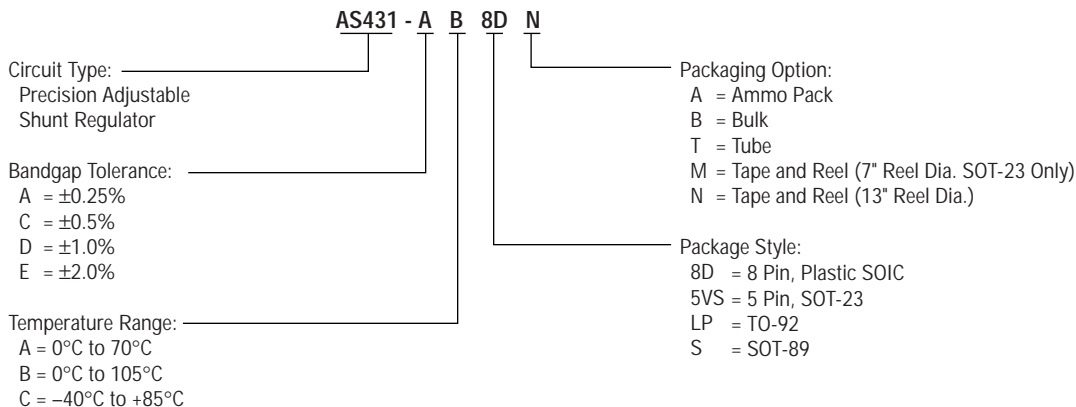 AS431 - A B 8D N
Circuit Type:
Precision Adjustable
Shunt Regulator
Bandgap Tolerance:
A = ±0.25%
C = ±0.5%
D = ±1.0%
E = ±2.0%
Temperature Range:
A = 0°C to 70°C
B = 0°C to 105°C
C = –40°C to +85°C
Packaging Option:
A = Ammo Pack
B = Bulk
T = Tube
M = Tape and Reel (7" Reel Dia. SOT-23 Only)
N = Tape and Reel (13" Reel Dia.)
Package Style:
8D = 8 Pin, Plastic SOIC
5VS = 5 Pin, SOT-23
LP = TO-92
S = SOT-89